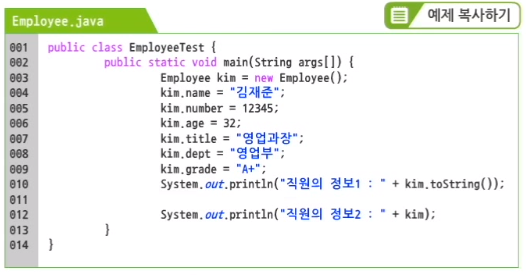 Employee.java
예제 복사하기
001 public class EmployeeTest {
002 public static void main(String args[]) {
003 Employee kim = new Employee();
004 kim.name = "김재준";
005 kim.number = 12345;
006 kim.age = 32;
007 kim.title = "영업과장";
008 kim.dept = "영업부";
009 kim.grade = "A+";
010 System.out.println("직원의 정보1 : " + kim.toString());
011
012 System.out.println("직원의 정보2 : " + kim);
013 }
014 }